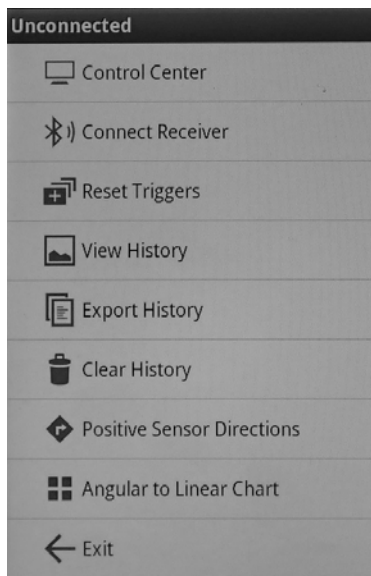 Unconnected
Control Center
Connect Receiver
Reset Triggers
View History
Export History
Clear History
Positive Sensor Directions
Angular to Linear Chart
Exit